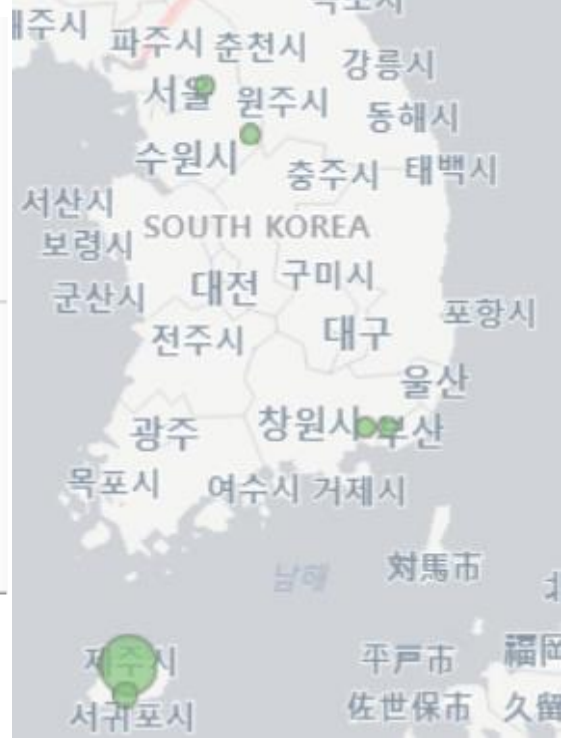 파주시 춘천시
강릉시
서울 원주시
동해시
수원시
충주시 태백시
서산시
SOUTH KOREA
보령시
대전 구미시
군산시
포항시
전주시 대구
울산
창원시 부산
광주
목포시 여수시 거제시
対馬市
남해
제주시
平戸市
서귀포시 佐世保市